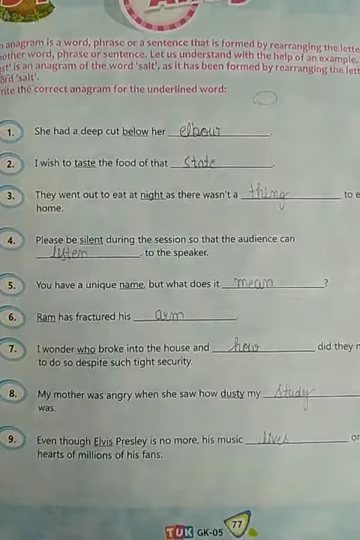 anagram is a word, phrase or a sentence that is formed by rearranging the lette
other word, phrase or sentence. Let us understand with the help of an example.
is an anagram of the word 'salt', as it has been formed by rearranging the lett
'salt'.
rite the correct anagram for the underlined word:
1. She had a deep cut below her elbow.
2. I wish to taste the food of that state.
3. They went out to eat at night as there wasn't a thing to e
home.
4. Please be silent during the session so that the audience can
listen to the speaker.
5. You have a unique name, but what does it mean?
6. Ram has fractured his arm.
7. I wonder who broke into the house and how did they
to do so despite such tight security.
8. My mother was angry when she saw how dusty my study
was.
9. Even though Elvis Presley is no more, his music lives
hearts of millions of his fans.
77
TUK GK-05